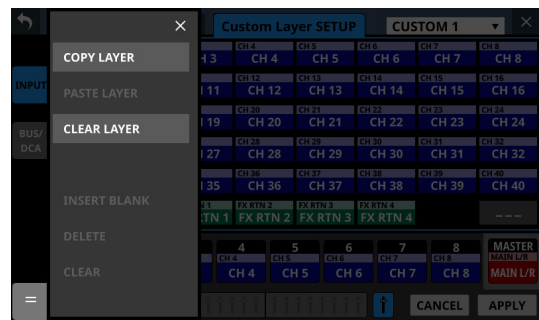 Custom Layer SETUP
CUSTOM 1
COPY LAYER
PASTE LAYER
CLEAR LAYER
INSERT BLANK
DELETE
CLEAR
INPUT
BUS/
DCA
CH 4 CH 5 CH 6 CH 7 CH 8
CH 4 CH 5 CH 6 CH 7 CH 8
CH 12 CH 13 CH 14 CH 15 CH 16
11 CH 12 CH 13 CH 14 CH 15 CH 16
CH 20 CH 21 CH 22 CH 23 CH 24
19 CH 20 CH 21 CH 22 CH 23 CH 24
CH 28 CH 29 CH 30 CH 31 CH 32
27 CH 28 CH 29 CH 30 CH 31 CH 32
CH 36 CH 37 CH 38 CH 39 CH 40
35 CH 36 CH 37 CH 38 CH 39 CH 40
FX RTN 2 FX RTN 3 FX RTN 4
RTN 1 FX RTN 2 FX RTN 3 FX RTN 4 ---
4 5 6 7 8 MASTER
CH 4 CH 5 CH 6 CH 7 CH 8 MAIN L/R
CH 4 CH 5 CH 6 CH 7 CH 8 MAIN L/R
CANCEL APPLY